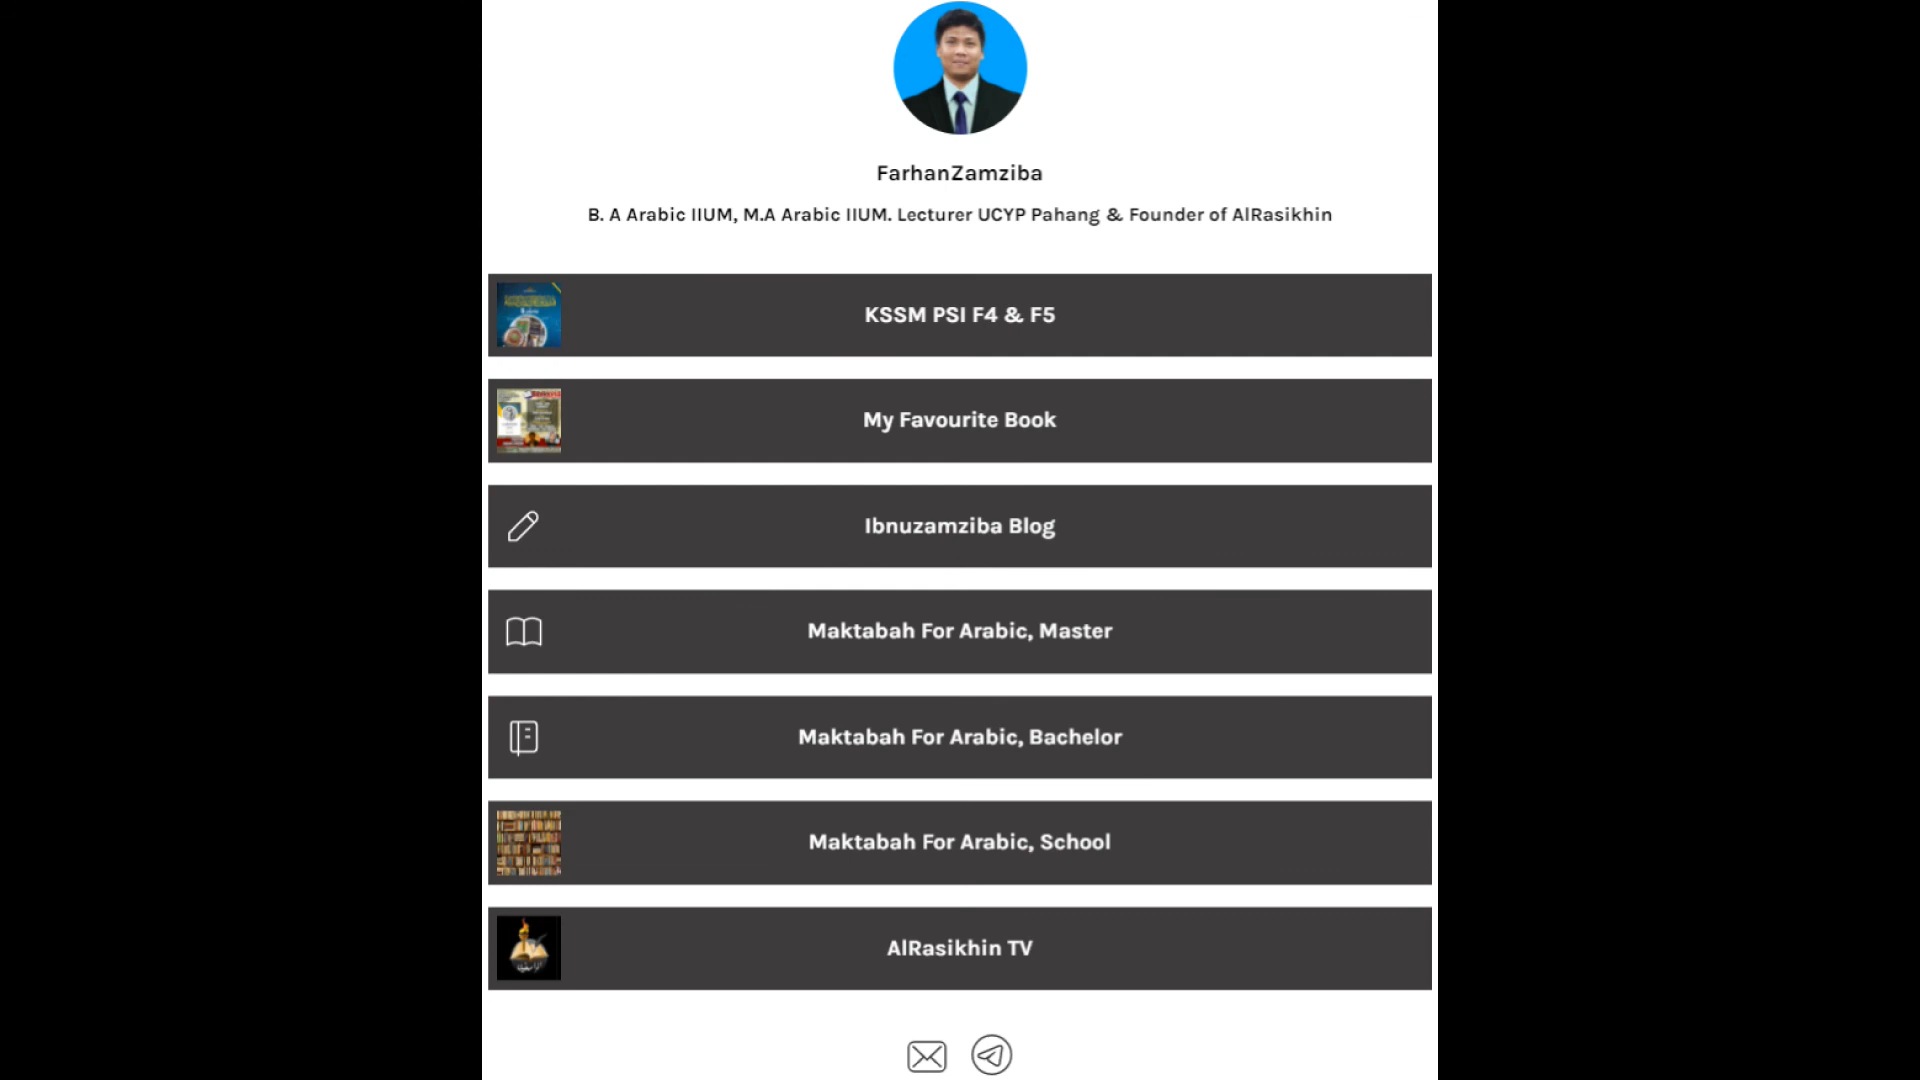 FarhanZamziba
B. A Arabic IIUM, M.A Arabic IIUM. Lecturer UCYP Pahang & Founder of AlRasikhin
KSSM PSI F4 & F5
My Favourite Book
Ibnuzamziba Blog
Maktabah For Arabic, Master
Maktabah For Arabic, Bachelor
Maktabah For Arabic, School
AlRasikhin TV